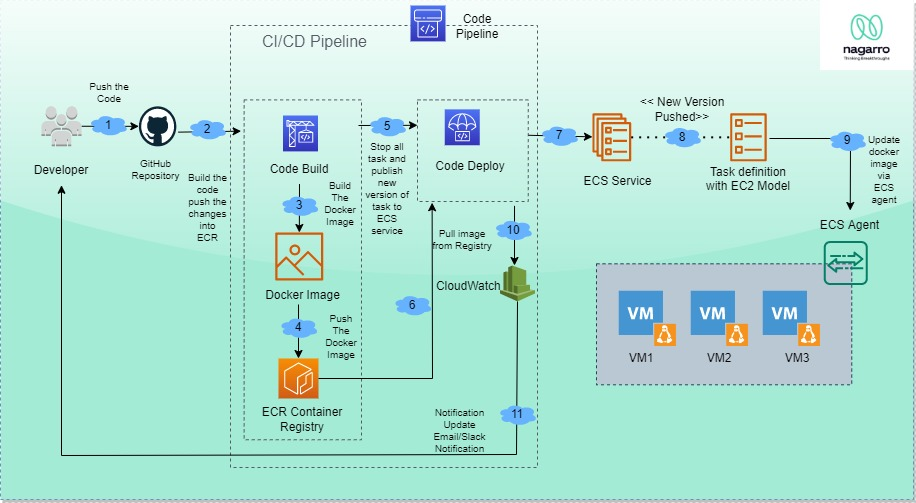 Code
Pipeline
CI/CD Pipeline
nagarro
Thinking Breakthroughs
Push the
Code
1
Developer
GitHub
Repository
2
Build the
code
push the
changes
into
ECR
Code Build
3
Build
The
Docker
Image
Docker Image
4
Push
The
Docker
Image
ECR Container
Registry
5
Stop all
task and
publish
new
version of
task to
ECS
service
Code Deploy
6
Pull image
from Registry
10
CloudWatch
11
Notification
Update
Email/Slack
Notification
7
ECS Service
<< New Version
Pushed>>
8
Task definition
with EC2 Model
9
Update
docker
image
via
ECS
agent
ECS Agent
VM
VM
VM
VM1
VM2
VM3